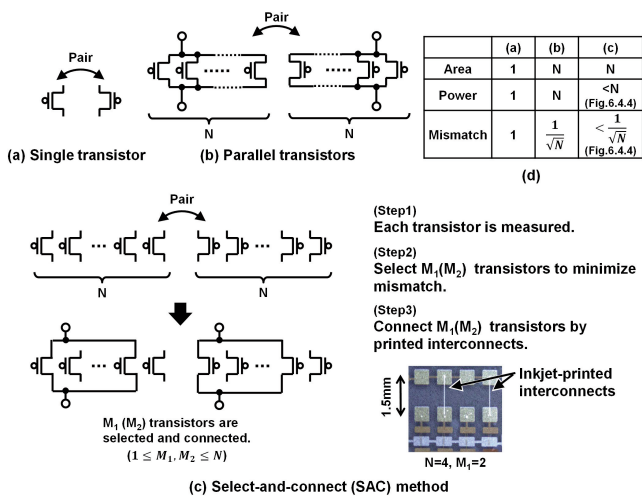 Pair
N
N
(a) Single transistor
Pair
(b) Parallel transistors
(a) (b) (c)
Area 1 N N
Power 1 N <N
(Fig.6.4.4)
Mismatch 1 1/√N < 1/√N
(Fig.6.4.4)
(d)
Pair
N
N
M₁ (M₂) transistors are
selected and connected.
(1 ≤ M₁, M₂ ≤ N)
(Step1)
Each transistor is measured.
(Step2)
Select M₁(M₂) transistors to minimize
mismatch.
(Step3)
Connect M₁(M₂) transistors by
printed interconnects.
1.5mm
Inkjet-printed
interconnects
N=4, M₁=2
(c) Select-and-connect (SAC) method